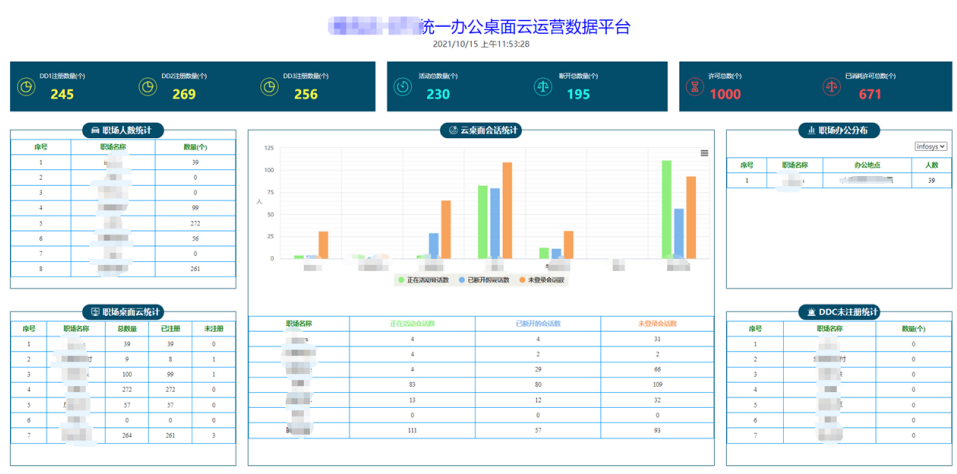 统一办公桌面云运营数据平台
2021/10/15 上午11:53:28
DD1注册数量(个) DD2注册数量(个) DD3注册数量(个)
245 269 256
活动总数量(个) 断开总数量(个)
230 195
许可总数(个) 已消耗许可总数(个)
1000 671
职场人数统计
序号 职场名称 数量(个)
1 39
2 0
3 0
4 99
5 272
6 56
7 0
8 261
云桌面会话统计
125
100
75
50
25
0
人
正在活动会话数 已断开的会话数 未登录会话数
职场办公分布
infosys
序号 职场名称 办公地点 人数
1 39
职场桌面云统计
序号 职场名称 总数量 已注册 未注册
1 39 39 0
2 9 8 1
3 100 99 1
4 272 272 0
5 57 57 0
6 0 0 0
7 264 261 3
职场名称 正在活动会话数 已断开的会话数 未登录会话数
4 4 31
4 2 2
4 29 66
83 80 109
13 12 32
0 0 0
111 57 93
DDC未注册统计
序号 职场名称 数量(个)
1 0
2 0
3 0
4 0
5 0
6 0
7 0